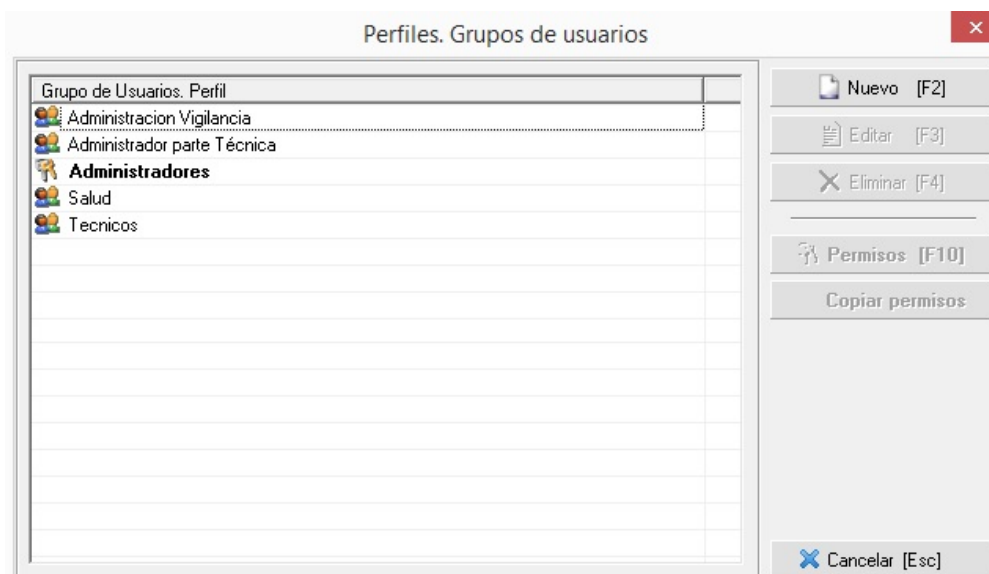 Perfiles. Grupos de usuarios
Grupo de Usuarios. Perfil
Administracion Vigilancia
Administrador parte Técnica
Administradores
Salud
Tecnicos
Nuevo [F2]
Editar [F3]
Eliminar [F4]
Permisos [F10]
Copiar permisos
Cancelar [Esc]